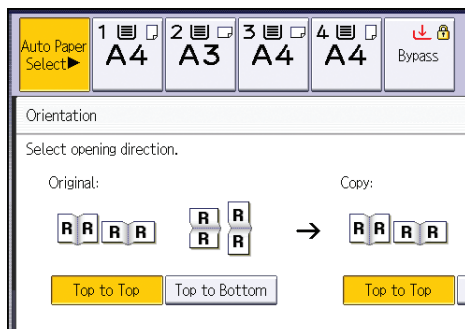 Auto Paper
Select▶
1
A4
2
A3
3
A4
4
A4
Bypass
Orientation
Select opening direction.
Original:
Copy:
R R R R
R R
R R
→
R R R R
Top to Top
Top to Bottom
Top to Top